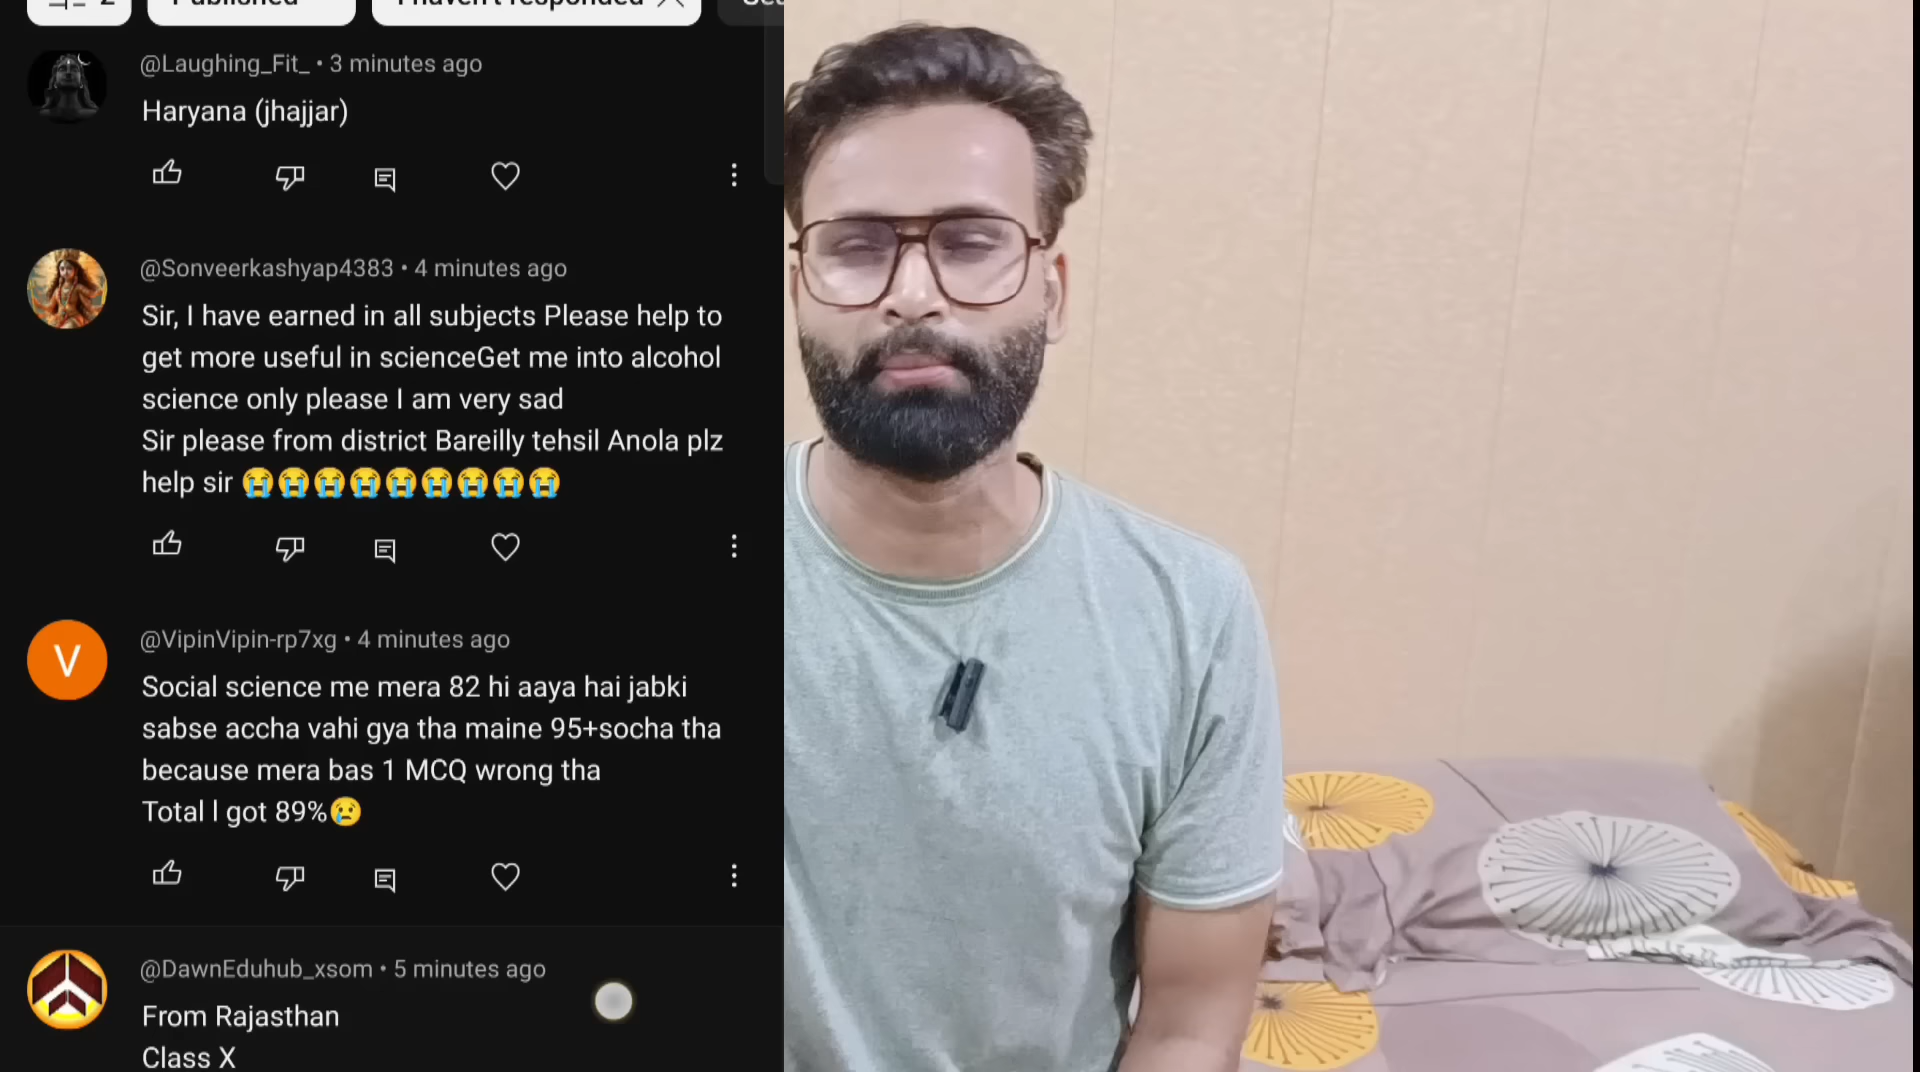 2
Published
I haven't responded
@Laughing_Fit_ • 3 minutes ago
Haryana (jhajjar)
@Sonveerkashyap4383 • 4 minutes ago
Sir, I have earned in all subjects Please help to
get more useful in scienceGet me into alcohol
science only please I am very sad
Sir please from district Bareilly tehsil Anola plz
help sir 😭😭😭😭😭😭😭😭😭
V
@VipinVipin-rp7xg • 4 minutes ago
Social science me mera 82 hi aaya hai jabki
sabse accha vahi gya tha maine 95+socha tha
because mera bas 1 MCQ wrong tha
Total l got 89%😢
@DawnEduhub_xsom • 5 minutes ago
From Rajasthan
Class X